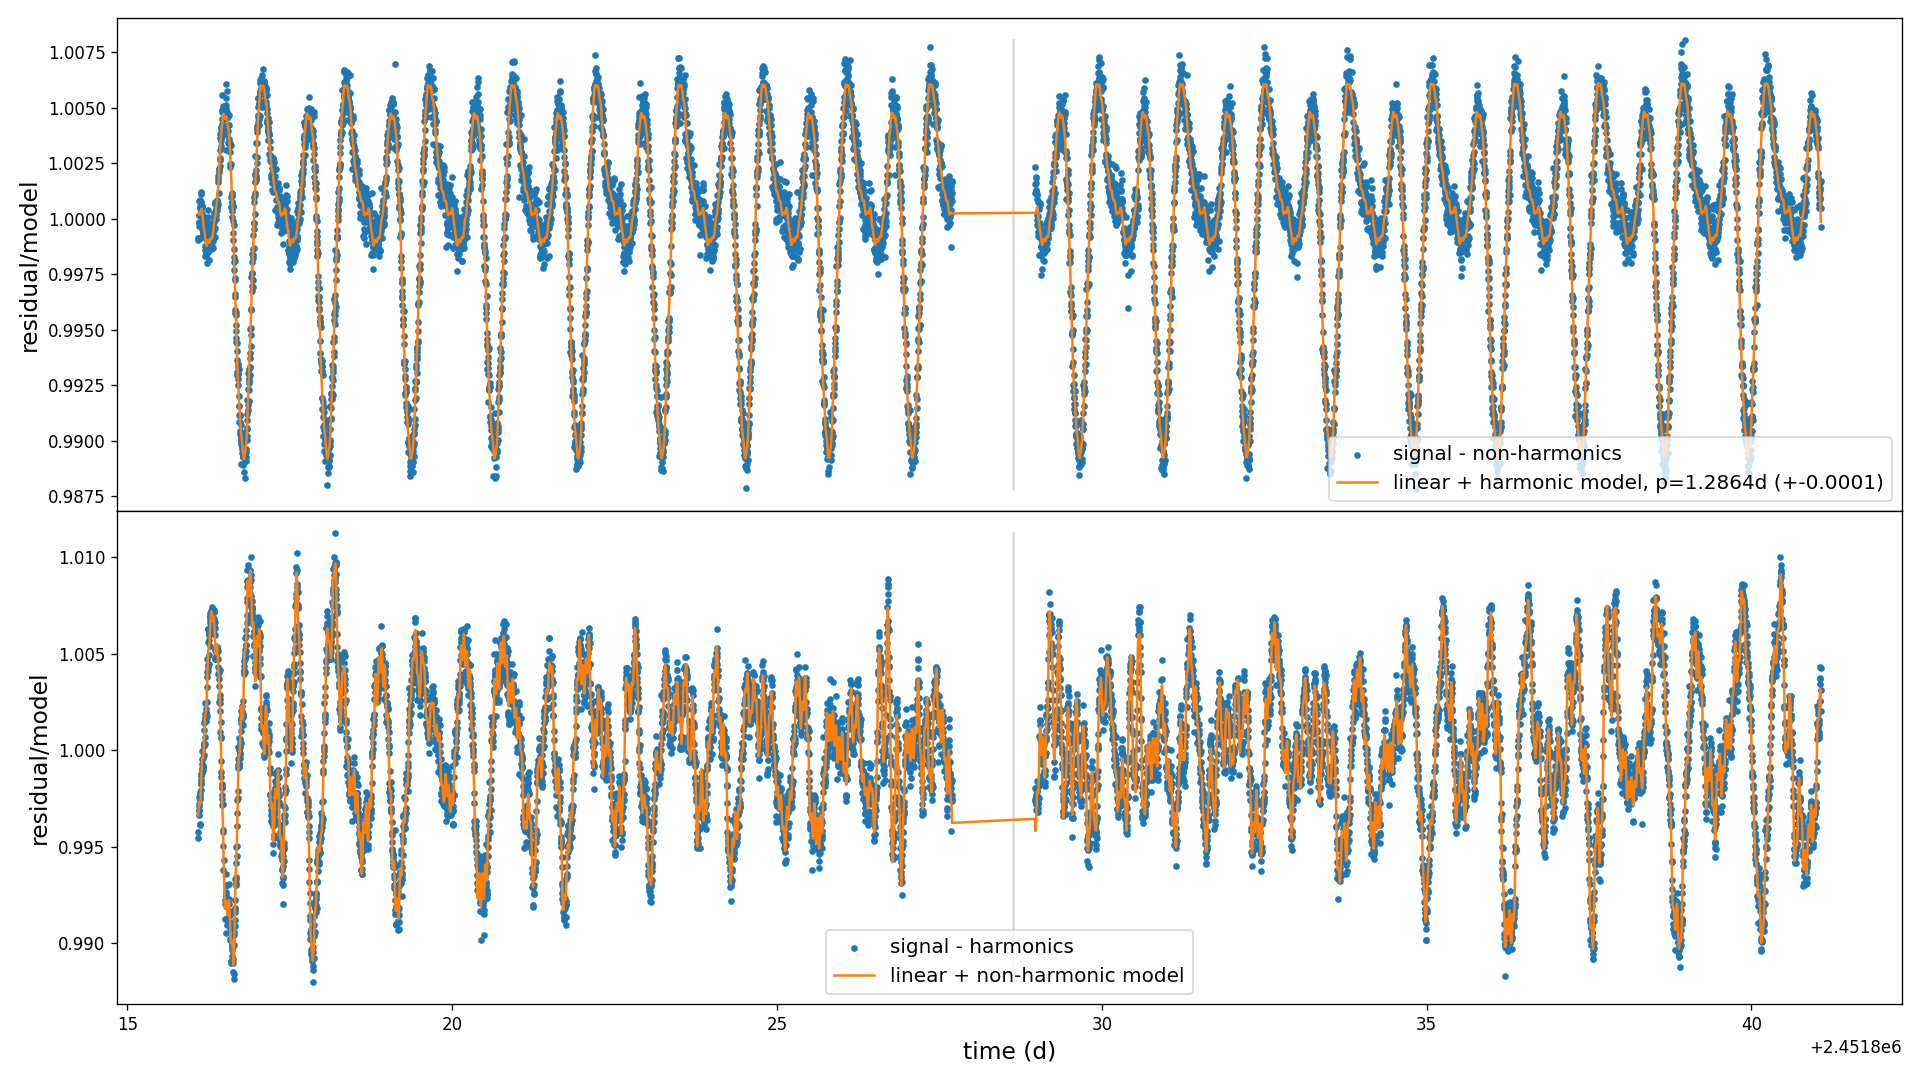 1.0075
1.0050
1.0025
1.0000
0.9975
0.9950
0.9925
0.9900
0.9875
residual/model
signal - non-harmonics
linear + harmonic model, p=1.2864d (+-0.0001)
1.010
1.005
1.000
0.995
0.990
residual/model
signal - harmonics
linear + non-harmonic model
15
20
25
30
35
40
time (d)
+2.4518e6